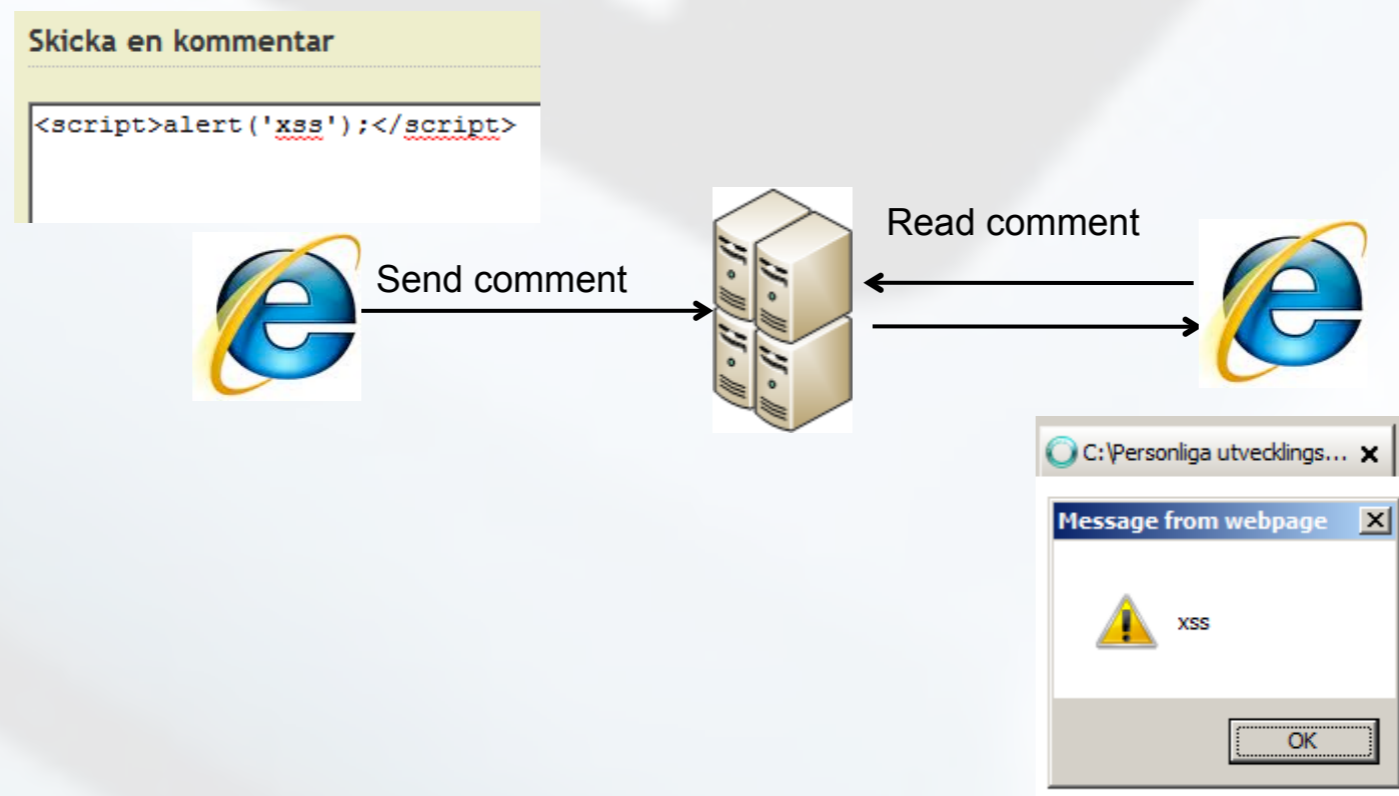 Skicka en kommentar
<script>alert('xss');</script>
Read comment
Send comment
C:\Personliga utvecklings...
Message from webpage
xss
OK